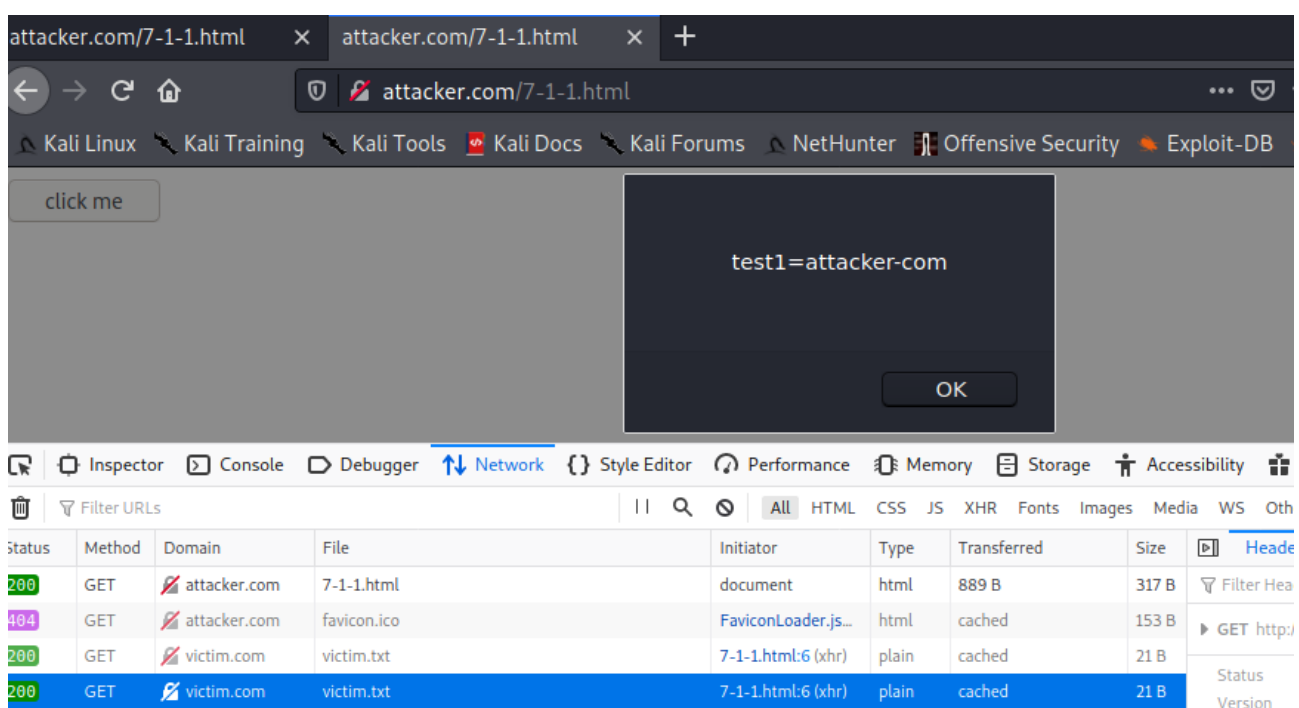 attacker.com/7-1-1.html × attacker.com/7-1-1.html × +
attacker.com/7-1-1.html
Kali Linux Kali Training Kali Tools Kali Docs Kali Forums NetHunter Offensive Security Exploit-DB
click me
test1=attacker-com
OK
Inspector Console Debugger Network {} Style Editor Performance Memory Storage Accessibility
Filter URLs All HTML CSS JS XHR Fonts Images Media WS Oth
Status Method Domain File Initiator Type Transferred Size Heade
200 GET attacker.com 7-1-1.html document html 889 B 317 B Filter Hea
404 GET attacker.com favicon.ico FaviconLoader.js... html cached 153 B GET http:/
200 GET victim.com victim.txt 7-1-1.html:6 (xhr) plain cached 21 B
Status
200 GET victim.com victim.txt 7-1-1.html:6 (xhr) plain cached 21 B
Version